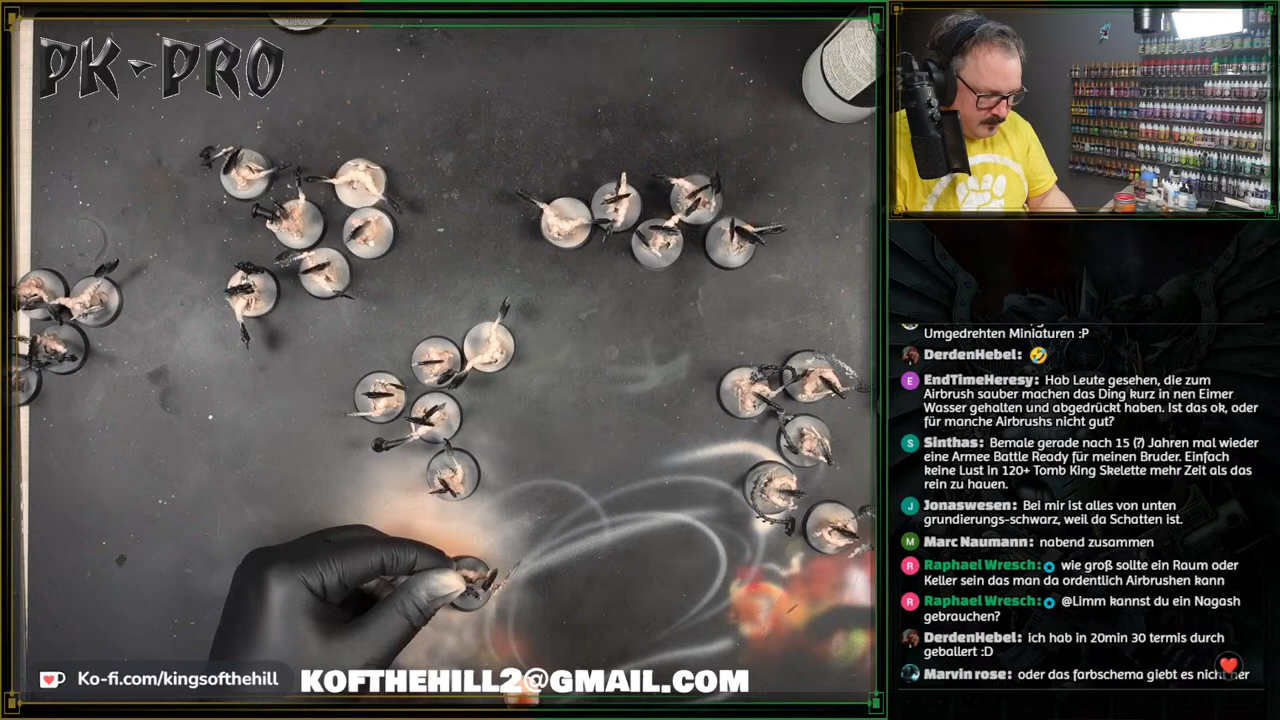 PK-PRO
Ko-fi.com/kingsofthehill
KOFTHEHILL2@GMAIL.COM
Umgedrehten Miniaturen :P
DerdenHebel: 🤣
E EndTimeHeresy: Hab Leute gesehen, die zum
Airbrush sauber machen das Ding kurz in nen Eimer
Wasser gehalten und abgedrückt haben. Ist das ok, oder
für manche Airbrushs nicht gut?
S Sinthas: Bemale gerade nach 15 (?) Jahren mal wieder
eine Armee Battle Ready für meinen Bruder. Einfach
keine Lust in 120+ Tomb King Skelette mehr Zeit als das
rein zu hauen.
J Jonaswesen: Bei mir ist alles von unten
grundierungs-schwarz, weil da Schatten ist.
M Marc Naumann: nabend zusammen
R Raphael Wresch: wie groß sollte ein Raum oder
Keller sein das man da ordentlich Airbrushen kann
R Raphael Wresch: @Limm kannst du ein Nagash
gebrauchen?
DerdenHebel: ich hab in 20min 30 termis durch
geballert :D
Marvin rose: oder das farbschema giebt es nicht her